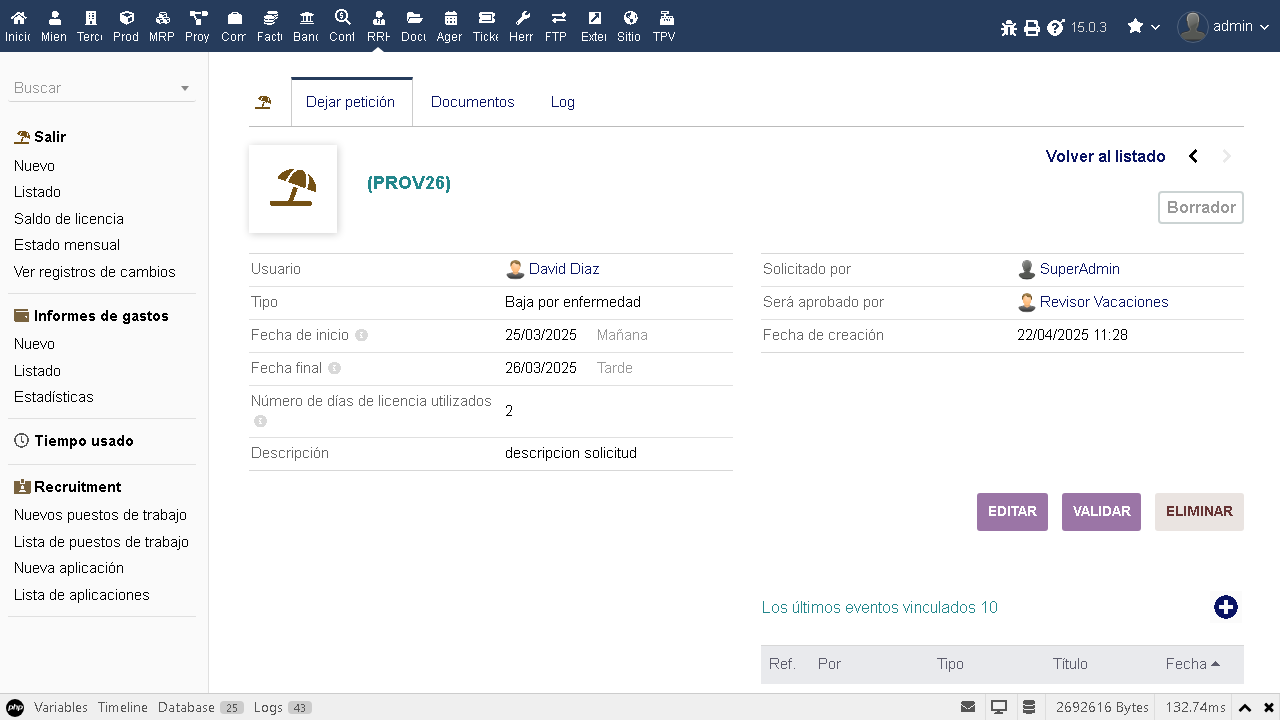 Inic Mien Terc Prod MRP Proy Com Fact Banc Cont RRH Docu Ager Ticke Herr FTP Exter Sitio TPV
15.0.3 admin
Buscar
Salir
Nuevo
Listado
Saldo de licencia
Estado mensual
Ver registros de cambios
Informes de gastos
Nuevo
Listado
Estadísticas
Tiempo usado
Recruitment
Nuevos puestos de trabajo
Lista de puestos de trabajo
Nueva aplicación
Lista de aplicaciones
Dejar petición Documentos Log
Volver al listado
(PROV26)
Borrador
Usuario David Diaz
Tipo Baja por enfermedad
Fecha de inicio 25/03/2025 Mañana
Fecha final 26/03/2025 Tarde
Número de días de licencia utilizados 2
Descripción descripcion solicitud
Solicitado por SuperAdmin
Será aprobado por Revisor Vacaciones
Fecha de creación 22/04/2025 11:28
EDITAR VALIDAR ELIMINAR
Los últimos eventos vinculados 10
Ref. Por Tipo Título Fecha
php Variables Timeline Database 25 Logs 43 2692616 Bytes 132.74ms